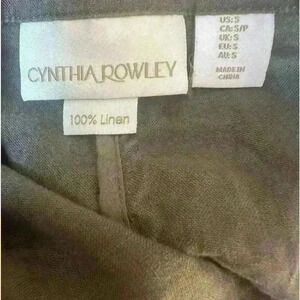 CYNTHIA ROWLEY
100% Linen
US: S
CA: S/P
UK: S
EU: S
AU: S
MADE IN
CHINA